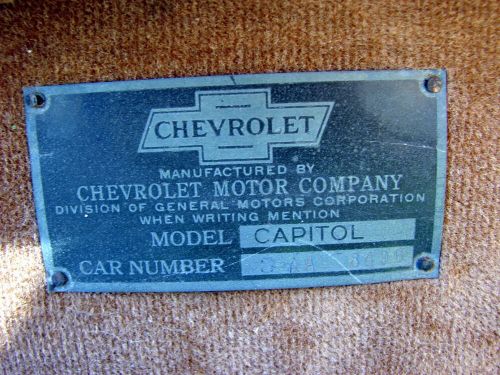 CHEVROLET
MANUFACTURED BY
CHEVROLET MOTOR COMPANY
DIVISION OF GENERAL MOTORS CORPORATION
WHEN WRITING MENTION
MODEL CAPITOL
CAR NUMBER